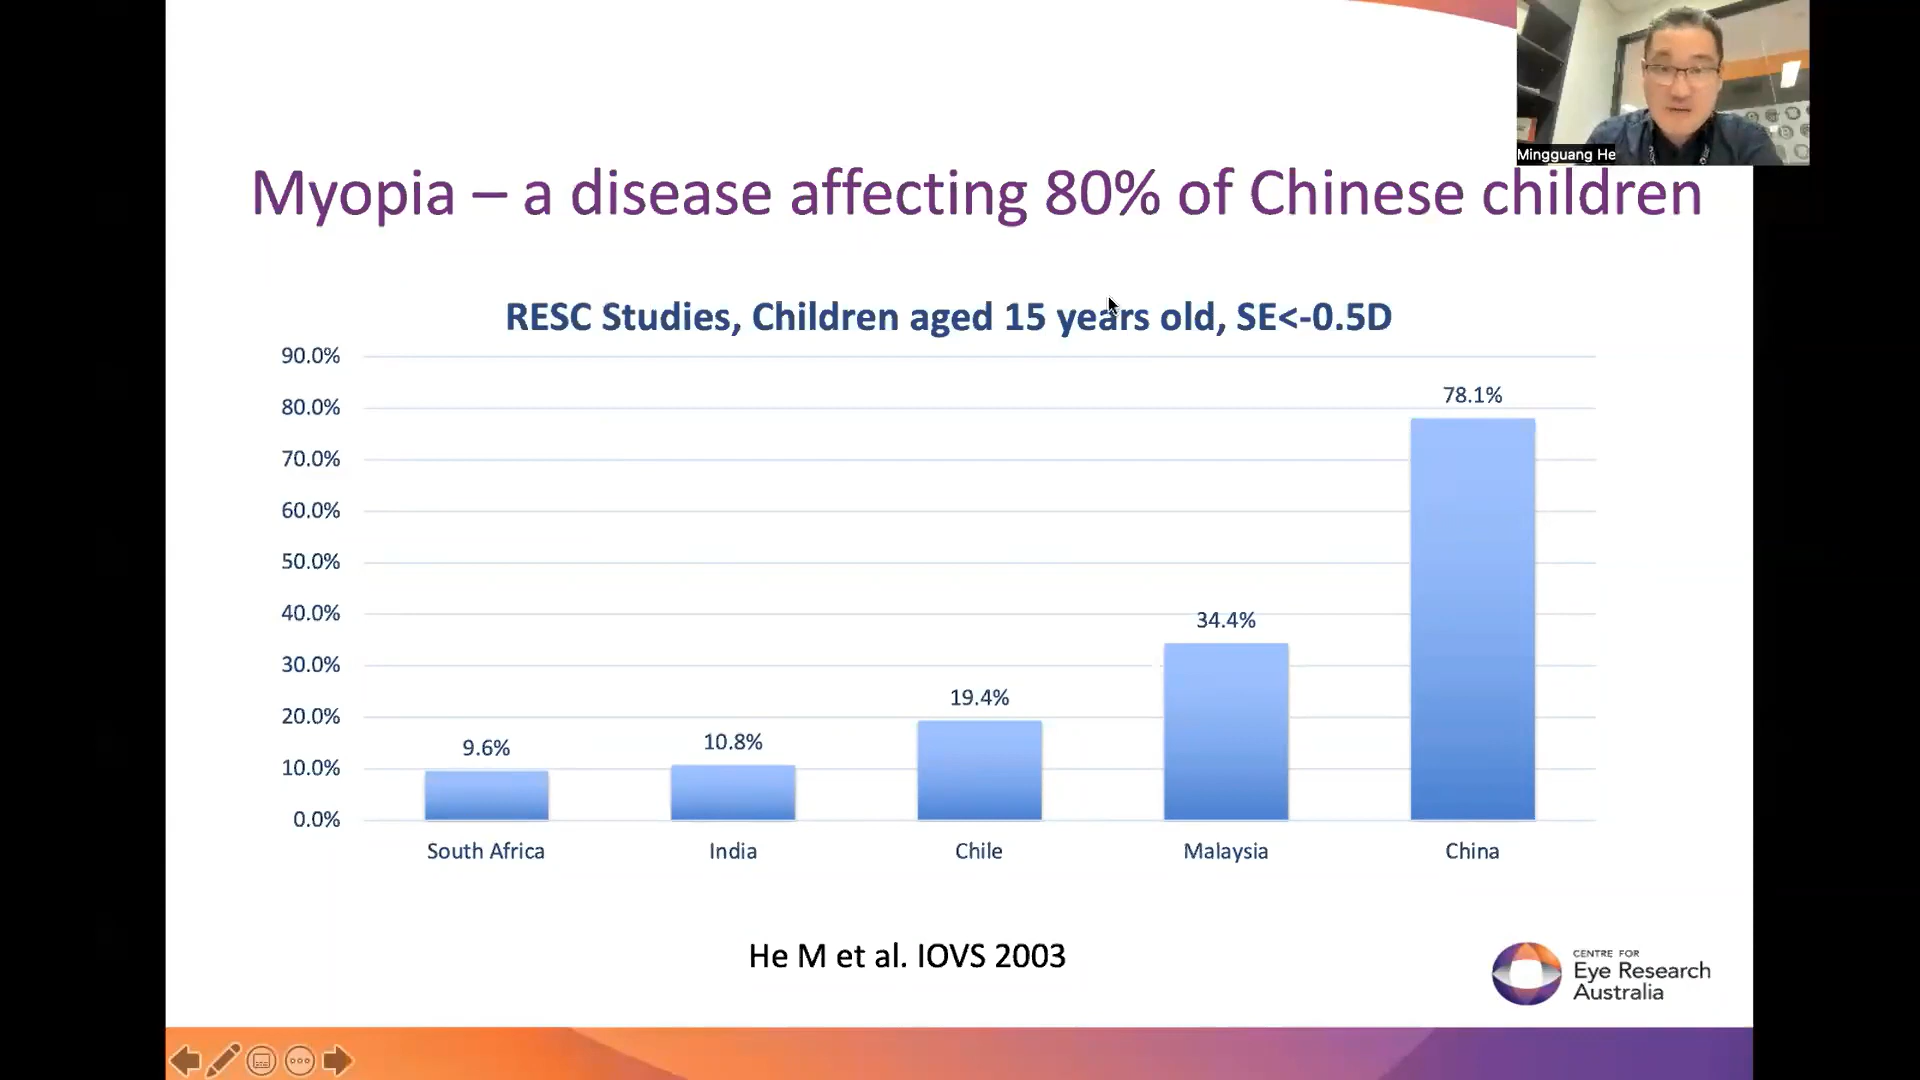 Mingguang He
Myopia – a disease affecting 80% of Chinese children
RESC Studies, Children aged 15 years old, SE<-0.5D
90.0%
80.0%
70.0%
60.0%
50.0%
40.0%
30.0%
20.0%
10.0%
0.0%
9.6%
10.8%
19.4%
34.4%
78.1%
South Africa
India
Chile
Malaysia
China
He M et al. IOVS 2003
CENTRE FOR
Eye Research
Australia